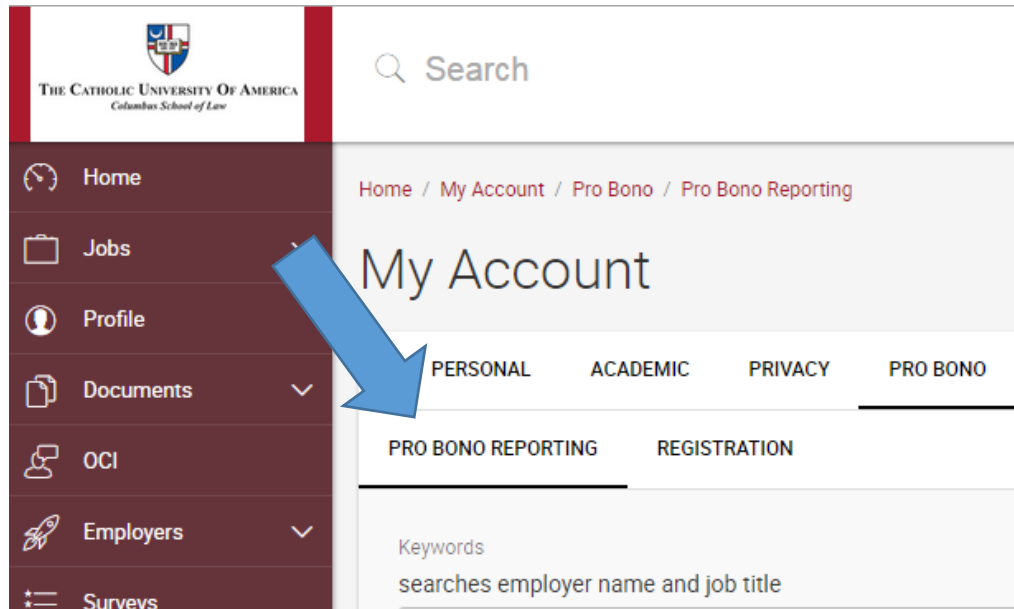 THE CATHOLIC UNIVERSITY OF AMERICA
Columbus School of Law
Search
Home
Jobs
Profile
Documents
OCI
Employers
Surveys
Home / My Account / Pro Bono / Pro Bono Reporting
My Account
PERSONAL ACADEMIC PRIVACY PRO BONO
PRO BONO REPORTING REGISTRATION
Keywords
searches employer name and job title